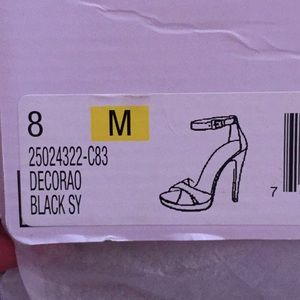 8 M
25024322-C83
DECORAO
BLACK SY
7